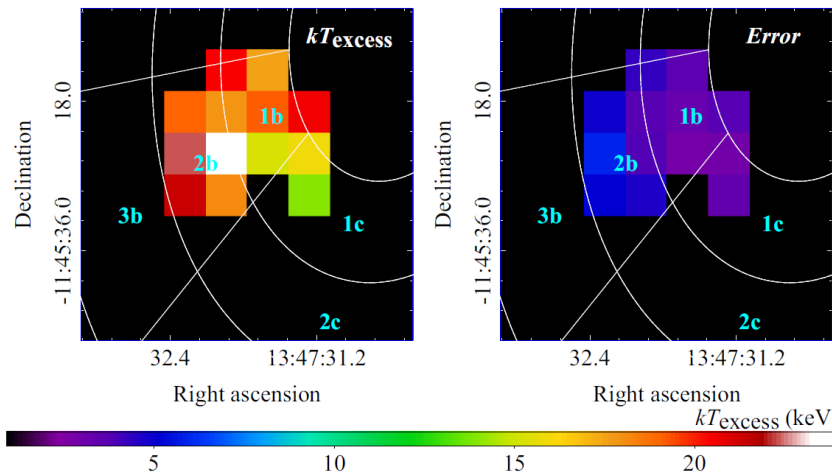 kTexcess
Error
1b
2b
3b
1c
2c
Declination
18.0
-11:45:36.0
32.4
13:47:31.2
Right ascension
1b
2b
3b
1c
2c
Declination
18.0
-11:45:36.0
32.4
13:47:31.2
Right ascension
kTexcess (keV
5
10
15
20